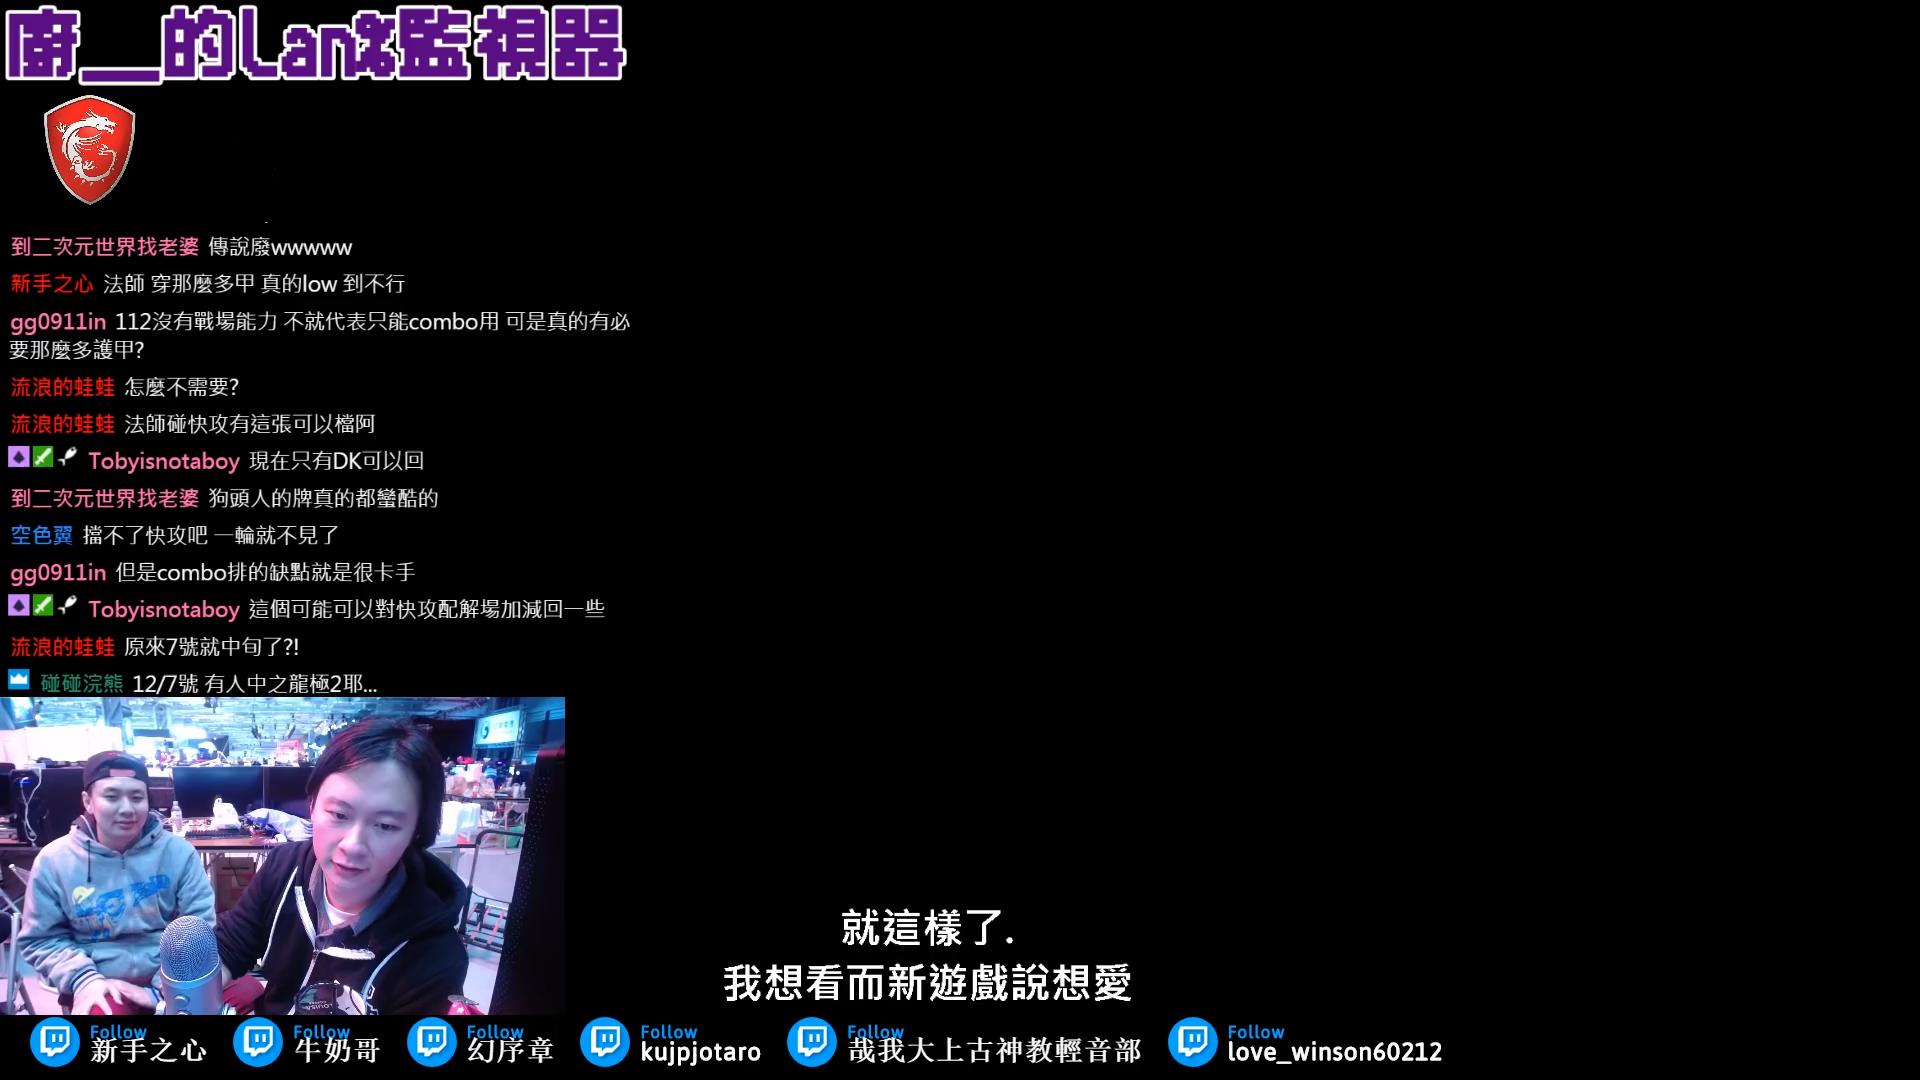 廚__的Lan該監視器
到二次元世界找老婆 傳說廢wwwww
新手之心 法師 穿那麼多甲 真的low 到不行
gg0911in 112沒有戰場能力 不就代表只能combo用 可是真的有必
要那麼多護甲?
流浪的蛙蛙 怎麼不需要?
流浪的蛙蛙 法師碰快攻有這張可以檔阿
Tobyisnotaboy 現在只有DK可以回
到二次元世界找老婆 狗頭人的牌真的都蠻酷的
空色翼 擋不了快攻吧 一輪就不見了
gg0911in 但是combo排的缺點就是很卡手
Tobyisnotaboy 這個可能可以對快攻配解場加減回一些
流浪的蛙蛙 原來7號就中旬了?!
碰碰浣熊 12/7號 有人中之龍極2耶...
就這樣了.
我想看而新遊戲說想愛
Follow 新手之心
Follow 牛奶哥
Follow 幻序章
Follow kujpjotaro
Follow 哉我大上古神教輕音部
Follow love_winson60212